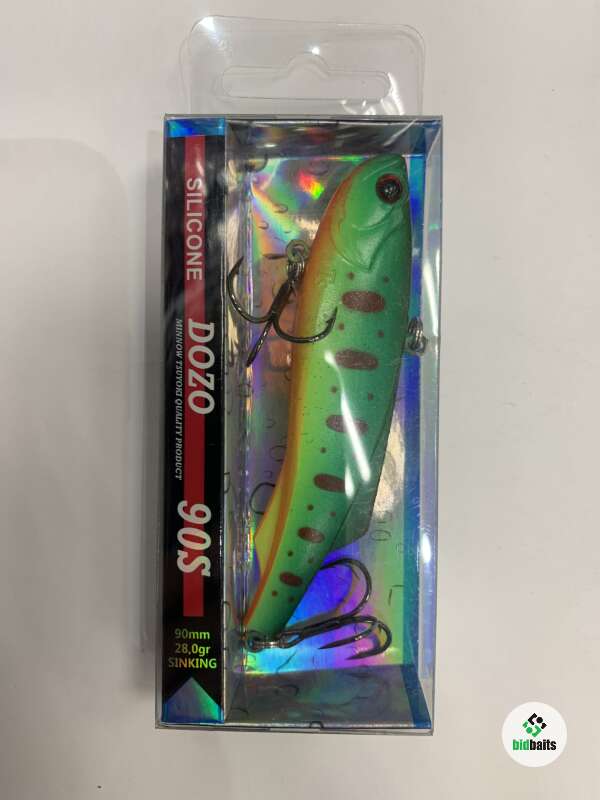 SILICONE
DOZO 90S
MINNOW TSUYOKI QUALITY PRODUCT
90mm
28,0gr
SINKING
bidbaits